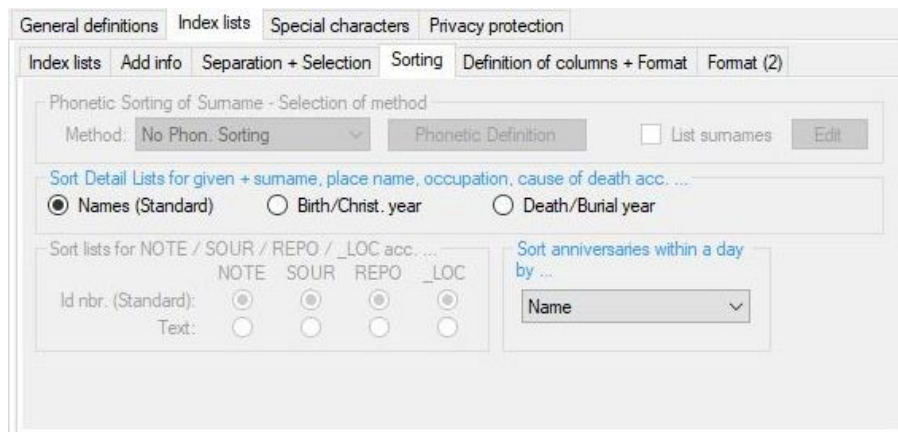 General definitions Index lists Special characters Privacy protection
Index lists Add info Separation + Selection Sorting Definition of columns + Format Format (2)
Phonetic Sorting of Surname - Selection of method
Method: No Phon. Sorting Phonetic Definition List surnames Edit
Sort Detail Lists for given + surname, place name, occupation, cause of death acc. ...
Names (Standard) Birth/Christ. year Death/Burial year
Sort lists for NOTE / SOUR / REPO / _LOC acc. ...
NOTE SOUR REPO _LOC
Id nbr. (Standard):
Text:
Sort anniversaries within a day
by ...
Name